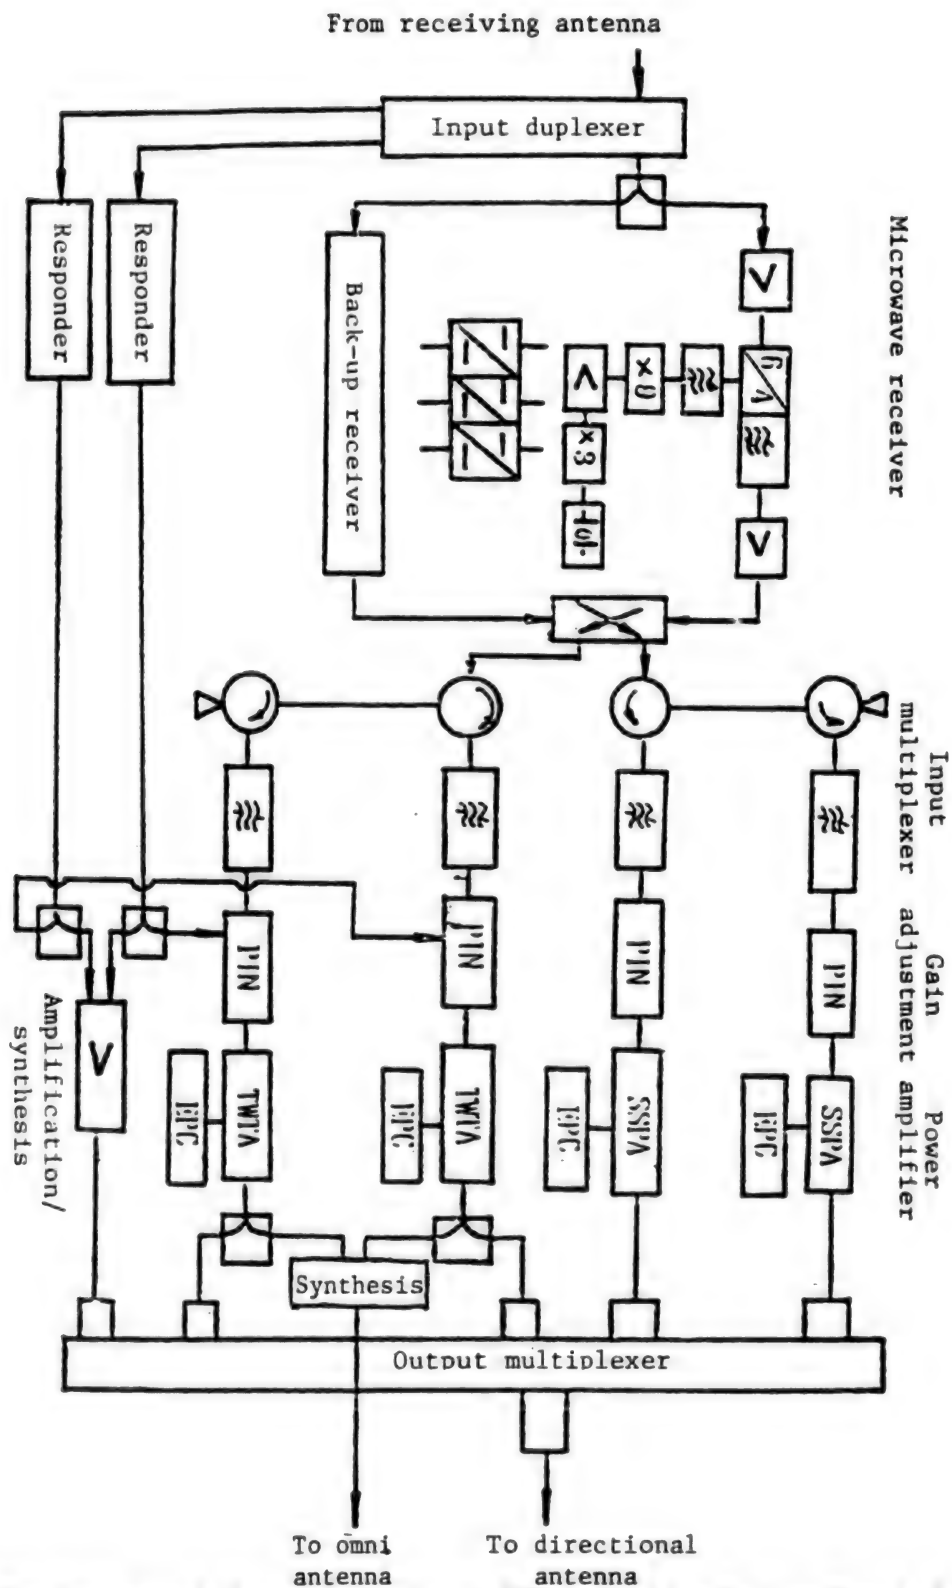 From receiving antenna
Input duplexer
Microwave receiver
Responder
Responder
Back-up receiver
V
V
×3
Input
multiplexer
Gain
adjustment
Power
amplifier
PIN
PIN
PIN
PIN
TWTA
TWTA
SSPA
SSPA
EPC
EPC
EPC
EPC
V
Amplification/
synthesis
Synthesis
Output multiplexer
To omni
antenna
To directional
antenna